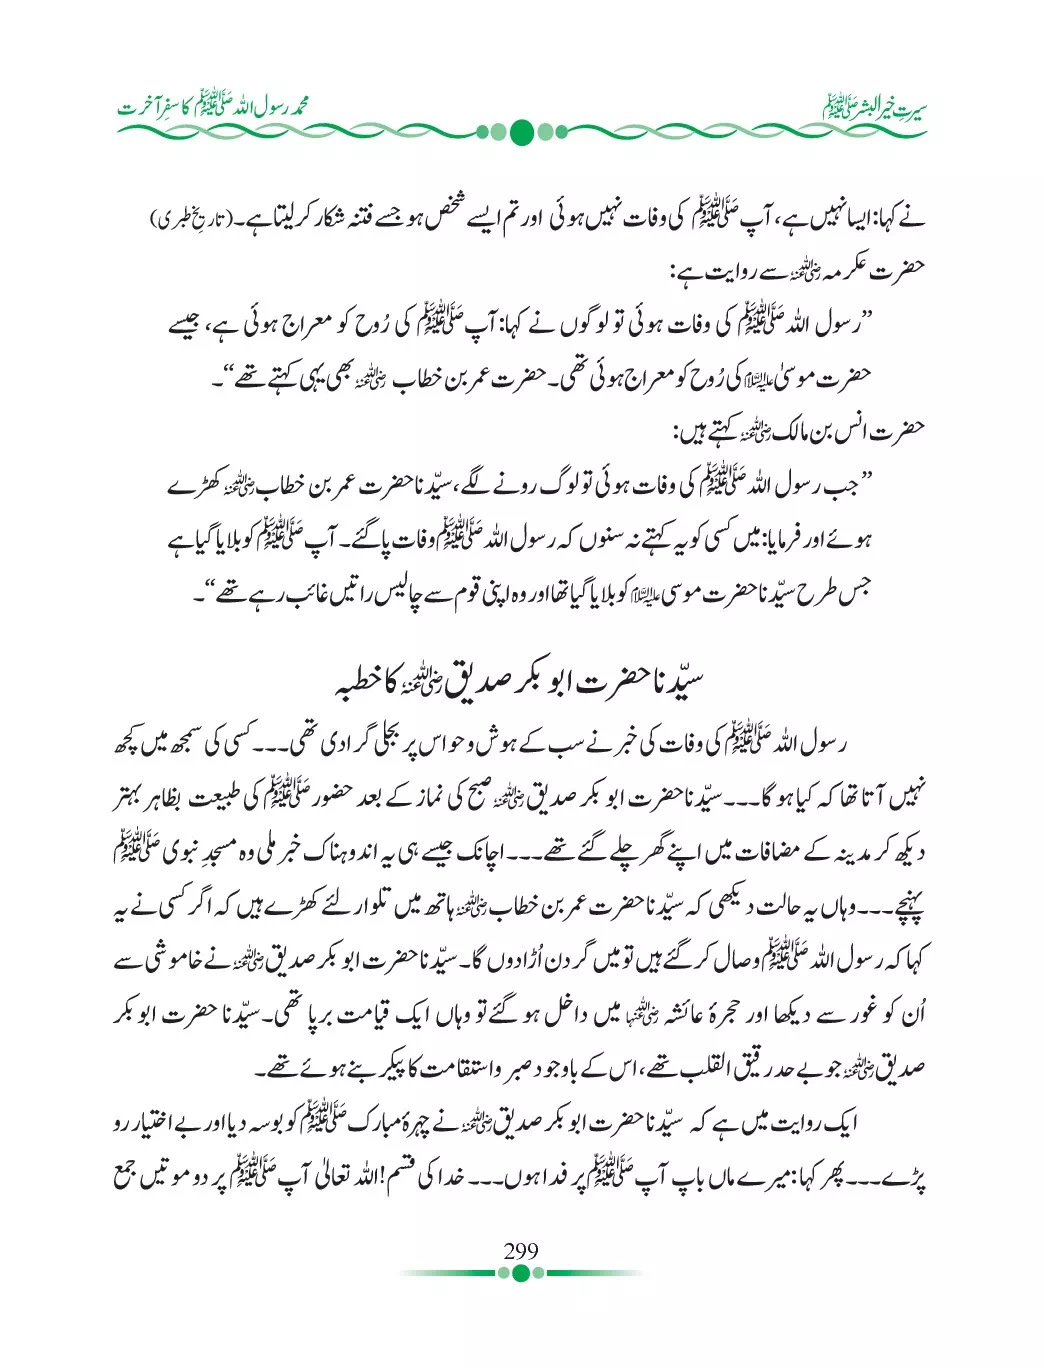 سیرتِ خیر البشر ﷺ
محمد رسول اللہ ﷺ کا سفرِ آخرت
نے کہا: ایسا نہیں ہے، آپ ﷺ کی وفات نہیں ہوئی اور تم ایسے شخص ہو جسے فتنہ شکار کر لیتا ہے۔ (تاریخِ طبری)
حضرت عکرمہ رضی اللہ عنہ سے روایت ہے:
”رسول اللہ ﷺ کی وفات ہوئی تو لوگوں نے کہا: آپ ﷺ کی رُوح کو معراج ہوئی ہے، جیسے
حضرت موسیٰ علیہ السلام کی رُوح کو معراج ہوئی تھی۔ حضرت عمر بن خطاب رضی اللہ عنہ بھی یہی کہتے تھے“۔
حضرت انس بن مالک رضی اللہ عنہ کہتے ہیں:
”جب رسول اللہ ﷺ کی وفات ہوئی تو لوگ رونے لگے، سیّدنا حضرت عمر بن خطاب رضی اللہ عنہ کھڑے
ہوئے اور فرمایا: میں کسی کو یہ کہتے نہ سنوں کہ رسول اللہ ﷺ وفات پا گئے۔ آپ ﷺ کو بلایا گیا ہے
جس طرح سیّدنا حضرت موسی علیہ السلام کو بلایا گیا تھا اور وہ اپنی قوم سے چالیس راتیں غائب رہے تھے“۔
سیّدنا حضرت ابو بکر صدیق رضی اللہ عنہ کا خطبہ
رسول اللہ ﷺ کی وفات کی خبر نے سب کے ہوش و حواس پر بجلی گرا دی تھی۔۔۔ کسی کی سمجھ میں کچھ
نہیں آتا تھا کہ کیا ہو گا۔۔۔ سیّدنا حضرت ابو بکر صدیق رضی اللہ عنہ صبح کی نماز کے بعد حضور ﷺ کی طبیعت بظاہر بہتر
دیکھ کر مدینہ کے مضافات میں اپنے گھر چلے گئے تھے۔۔۔ اچانک جیسے ہی یہ اندوہناک خبر ملی وہ مسجدِ نبوی ﷺ
پہنچے۔۔۔ وہاں یہ حالت دیکھی کہ سیّدنا حضرت عمر بن خطاب رضی اللہ عنہ ہاتھ میں تلوار لئے کھڑے ہیں کہ اگر کسی نے یہ
کہا کہ رسول اللہ ﷺ وصال کر گئے ہیں تو میں گردن اُڑا دوں گا۔ سیّدنا حضرت ابو بکر صدیق رضی اللہ عنہ نے خاموشی سے
اُن کو غور سے دیکھا اور حجرۂ عائشہ رضی اللہ عنہا میں داخل ہو گئے تو وہاں ایک قیامت برپا تھی۔ سیّدنا حضرت ابو بکر
صدیق رضی اللہ عنہ جو بے حد رقیق القلب تھے، اس کے باوجود صبر و استقامت کا پیکر بنے ہوئے تھے۔
ایک روایت میں ہے کہ سیّدنا حضرت ابو بکر صدیق رضی اللہ عنہ نے چہرۂ مبارک ﷺ کو بوسہ دیا اور بے اختیار رو
پڑے۔۔۔ پھر کہا: میرے ماں باپ آپ ﷺ پر فدا ہوں۔۔۔ خدا کی قسم! اللہ تعالیٰ آپ ﷺ پر دو موتیں جمع
299